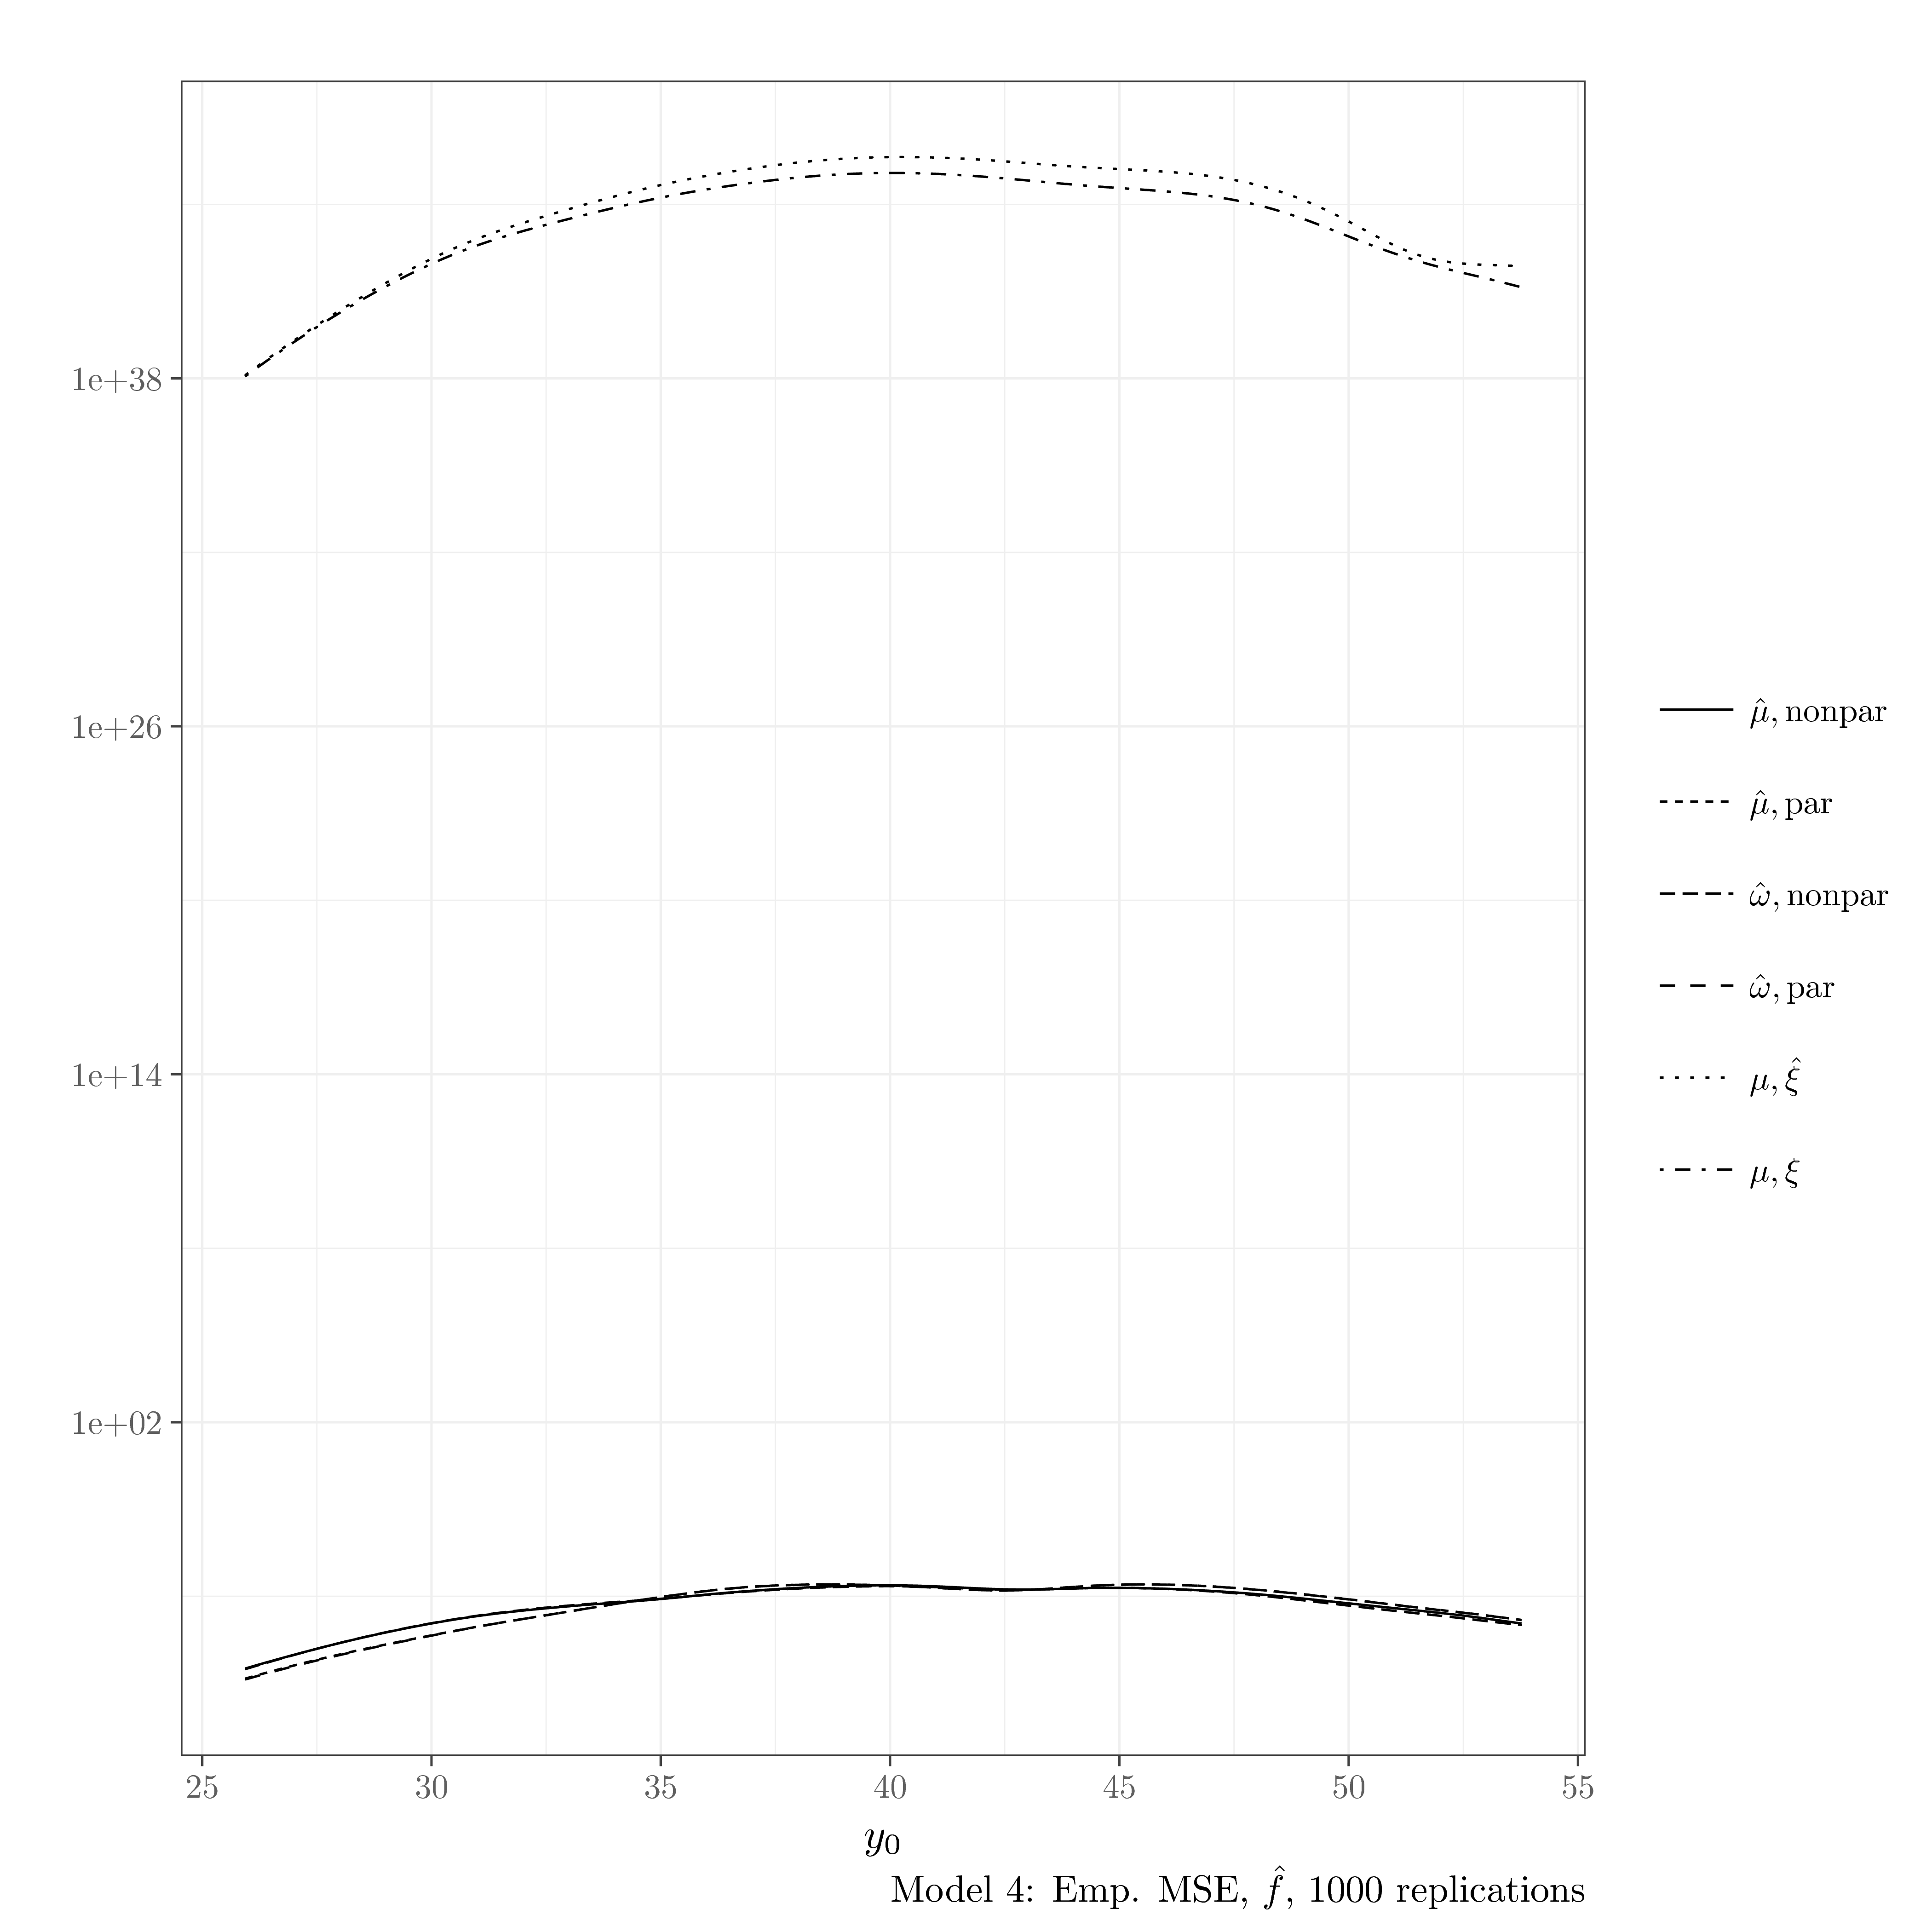 1e+38
1e+26
1e+14
1e+02
25 30 35 40 45 50 55
y₀
Model 4: Emp. MSE, f̂, 1000 replications
μ̂, nonpar
μ̂, par
ω̂, nonpar
ω̂, par
μ, ξ̂
μ, ξ